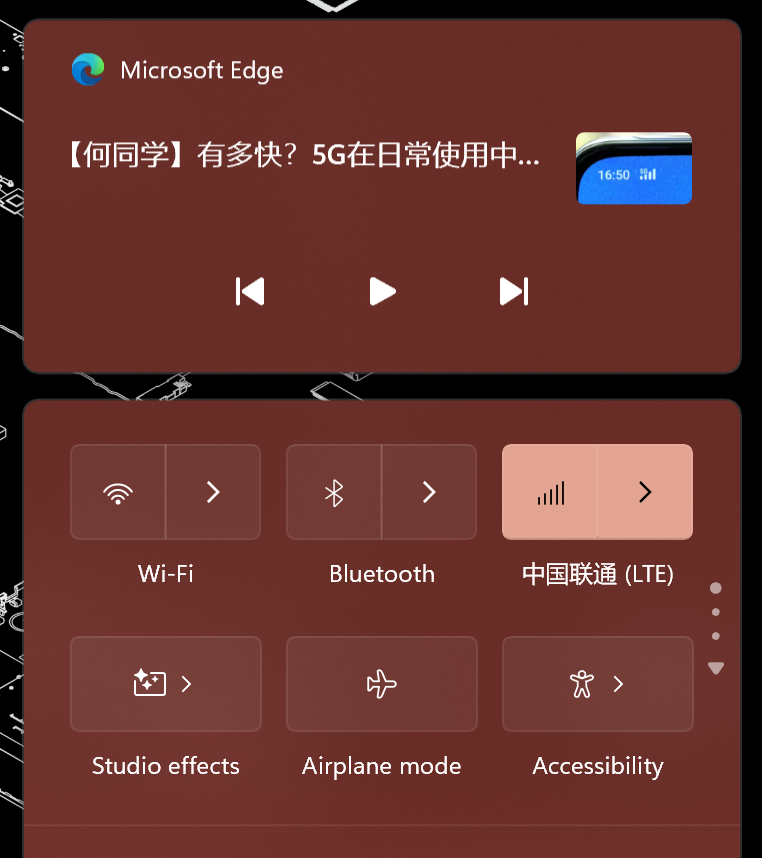 Microsoft Edge
【何同学】有多快？5G在日常使用中...
16:50 5G
Wi-Fi
Bluetooth
中国联通 (LTE)
Studio effects
Airplane mode
Accessibility